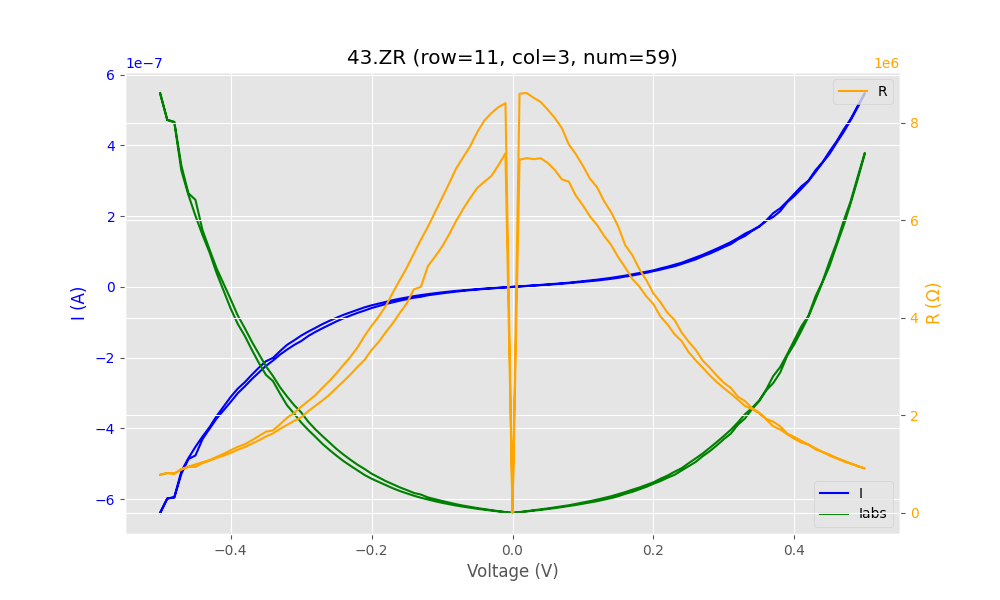 43.ZR (row=11, col=3, num=59)
1e−7
1e6
R
6
4
2
0
−2
−4
−6
I (A)
8
6
4
2
0
R (Ω)
I
Iabs
−0.4
−0.2
0.0
0.2
0.4
Voltage (V)